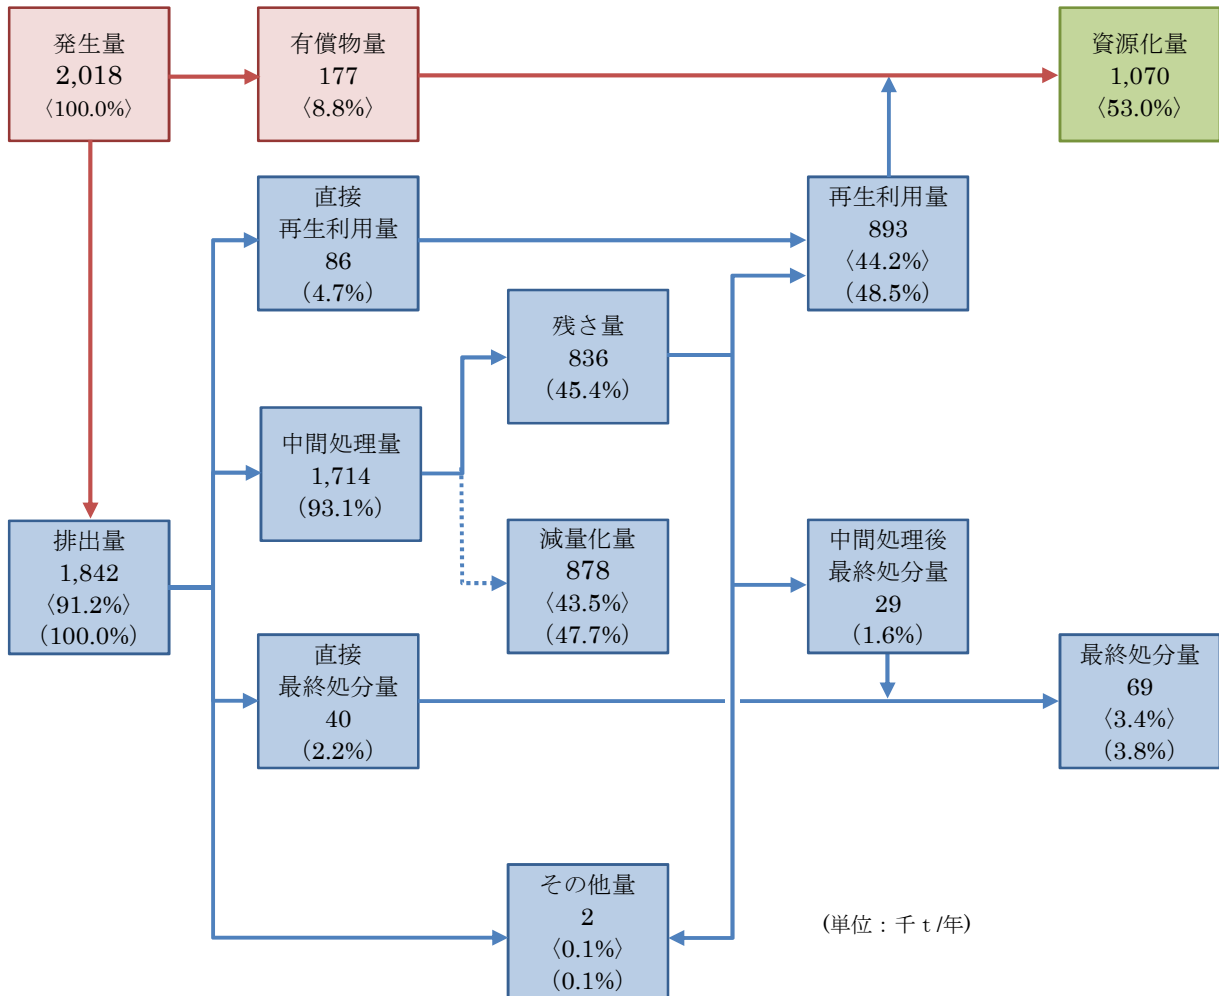 発生量
2,018
〈100.0%〉
有償物量
177
〈8.8%〉
資源化量
1,070
〈53.0%〉
直接
再生利用量
86
(4.7%)
再生利用量
893
〈44.2%〉
(48.5%)
残さ量
836
(45.4%)
中間処理量
1,714
(93.1%)
排出量
1,842
〈91.2%〉
(100.0%)
減量化量
878
〈43.5%〉
(47.7%)
中間処理後
最終処分量
29
(1.6%)
直接
最終処分量
40
(2.2%)
最終処分量
69
〈3.4%〉
(3.8%)
その他量
2
〈0.1%〉
(0.1%)
(単位：千ｔ/年)